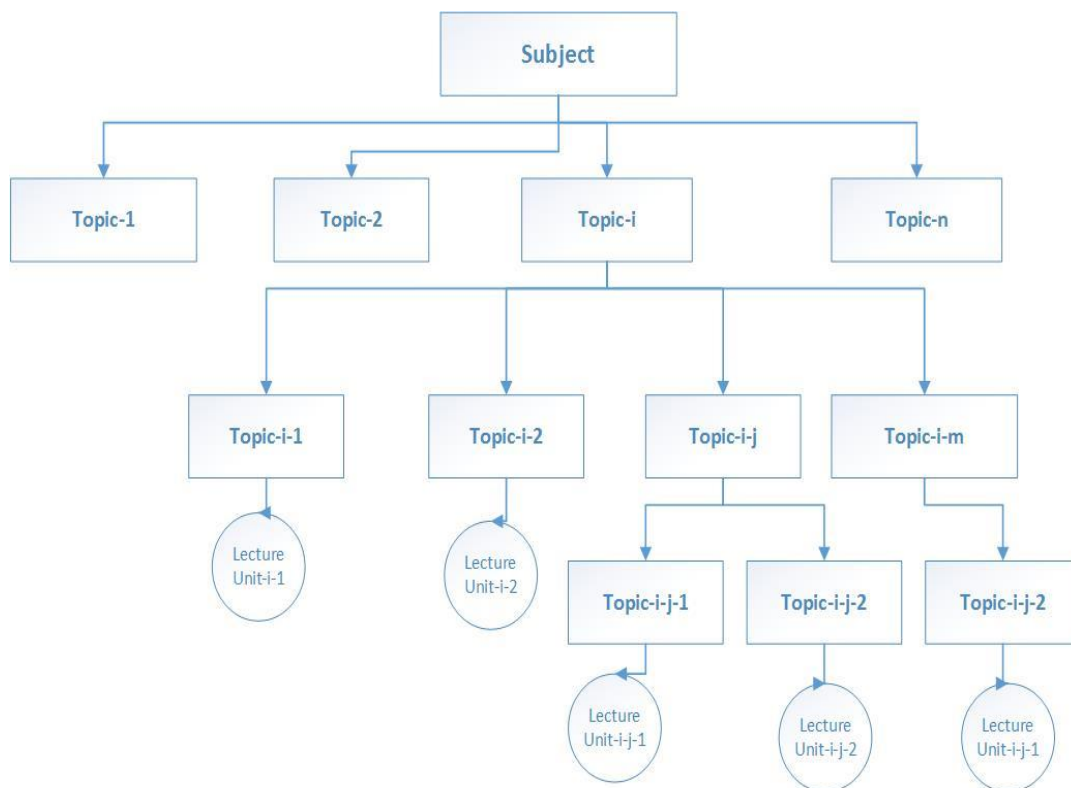 Subject
Topic-1
Topic-2
Topic-i
Topic-n
Topic-i-1
Topic-i-2
Topic-i-j
Topic-i-m
Lecture
Unit-i-1
Lecture
Unit-i-2
Topic-i-j-1
Topic-i-j-2
Topic-i-j-2
Lecture
Unit-i-j-1
Lecture
Unit-i-j-2
Lecture
Unit-i-j-1